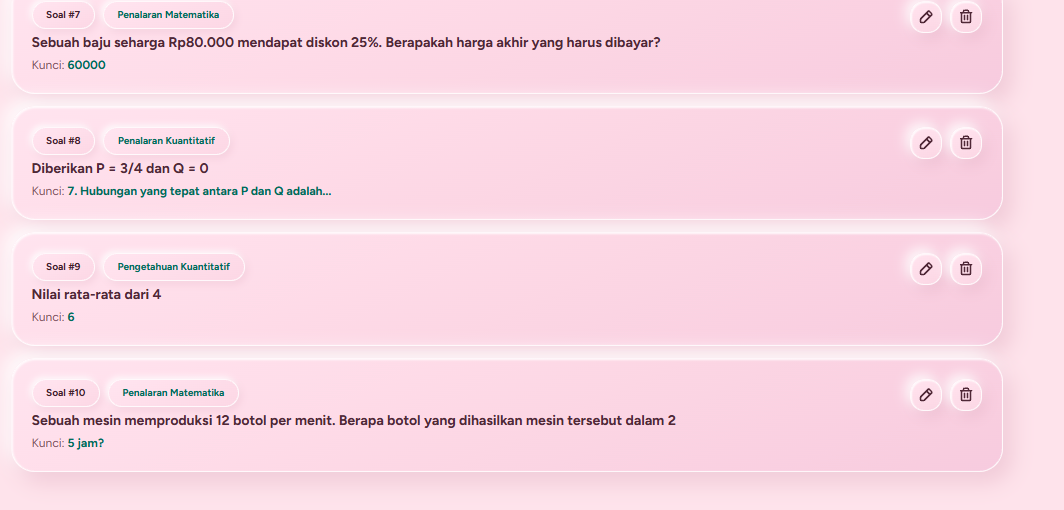 Soal #7 Penalaran Matematika
Sebuah baju seharga Rp80.000 mendapat diskon 25%. Berapakah harga akhir yang harus dibayar?
Kunci: 60000
Soal #8 Penalaran Kuantitatif
Diberikan P = 3/4 dan Q = 0
Kunci: 7. Hubungan yang tepat antara P dan Q adalah...
Soal #9 Pengetahuan Kuantitatif
Nilai rata-rata dari 4
Kunci: 6
Soal #10 Penalaran Matematika
Sebuah mesin memproduksi 12 botol per menit. Berapa botol yang dihasilkan mesin tersebut dalam 2
Kunci: 5 jam?